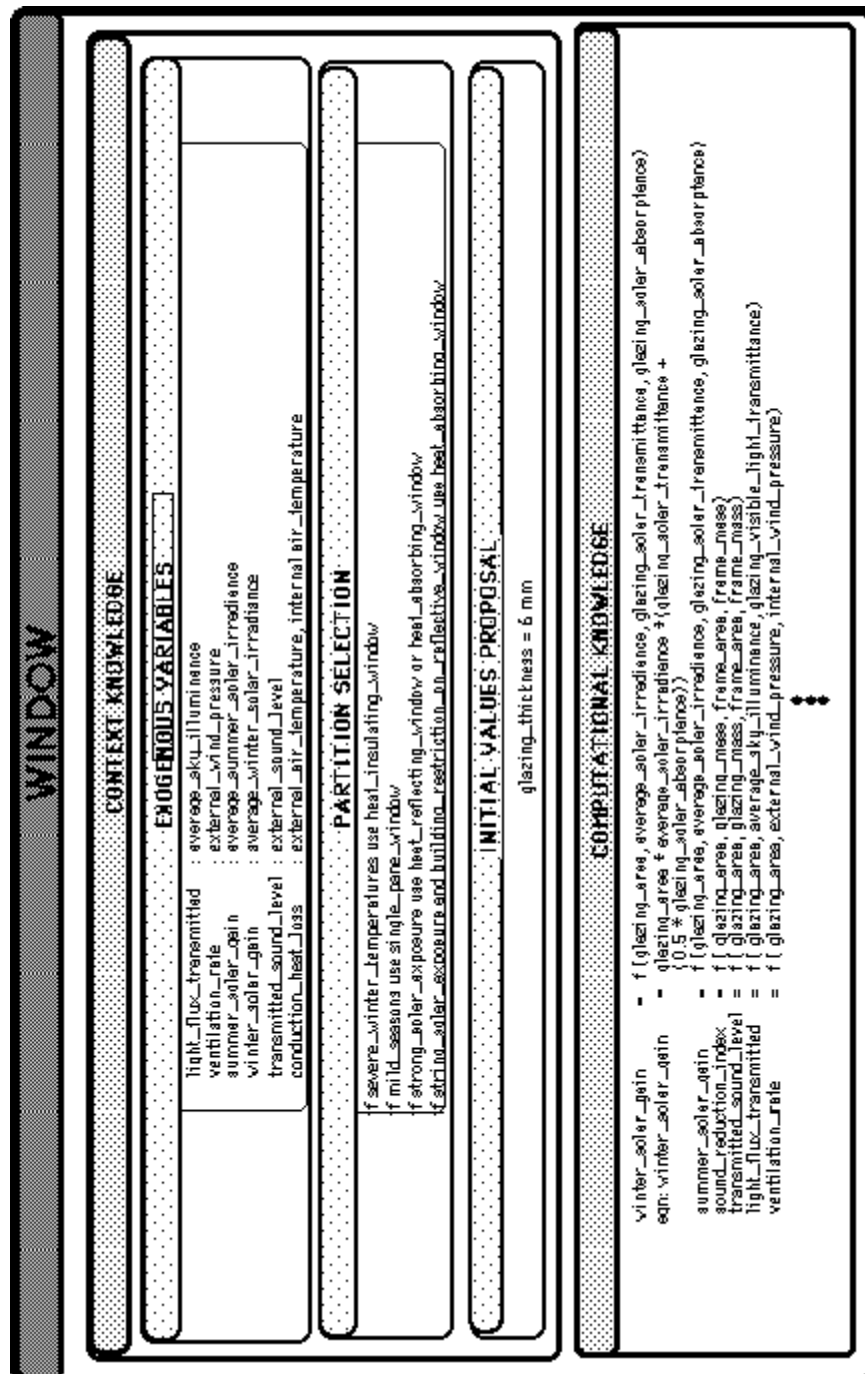 WINDOW
CONTEXT KNOWLEDGE
EXOGENOUS VARIABLES
light_flux_transmitted : average_sky_illuminance
ventilation_rate : external_wind_pressure
summer_solar_gain : average_summer_solar_irradiance
winter_solar_gain : average_winter_solar_irradiance
transmitted_sound_level : external_sound_level
conduction_heat_loss : external_air_temperature, internal air_temperature
PARTITION SELECTION
if severe_winter_temperatures use heat_insulating_window
if mild_seasons use single_pane_window
if strong_solar_exposure use heat_reflecting_window or heat_absorbing_window
if string_solar_exposure and building_restriction_on_reflective_window use heat_absorbing_window
INITIAL VALUES PROPOSAL
glazing_thickness = 6 mm
COMPUTATIONAL KNOWLEDGE
winter_solar_gain = f (glazing_area, average_solar_irradiance, glazing_solar_transmittance, glazing_solar_absorptance)
eqn: winter_solar_gain = glazing_area * average_solar_irradiance *(glazing_solar_transmittance +
(0.5 * glazing_solar_absorptance))
summer_solar_gain = f (glazing_area, average_solar_irradiance, glazing_solar_transmittance, glazing_solar_absorptance)
sound_reduction_index = f ( glazing_area, glazing_mass, frame_area, frame_mass)
transmitted_sound_level = f ( glazing_area, glazing_mass, frame_area, frame_mass)
light_flux_transmitted = f ( glazing_area, average_sky_illuminance, glazing_visible_light_transmittance)
ventilation_rate = f ( glazing_area, external_wind_pressure, internal_wind_pressure)